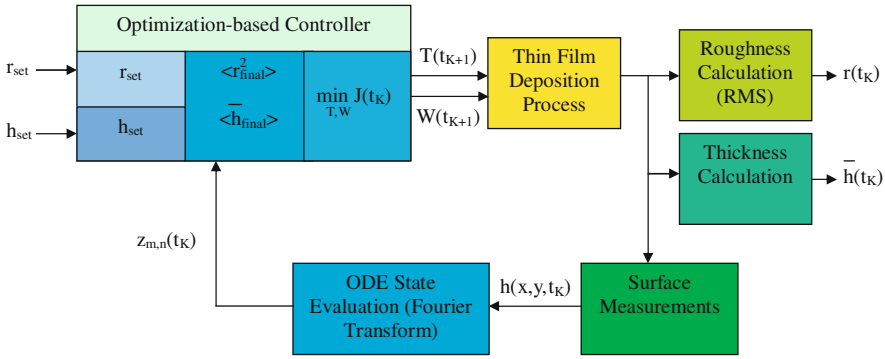 Optimization-based Controller
r_set
r_set
<r²_final>
<h̅_final>
min J(t_K)
T,W
h_set
h_set
T(t_K+1)
W(t_K+1)
Thin Film
Deposition
Process
Roughness
Calculation
(RMS)
r(t_K)
Thickness
Calculation
h̅(t_K)
z_m,n(t_K)
ODE State
Evaluation (Fourier
Transform)
h(x,y,t_K)
Surface
Measurements